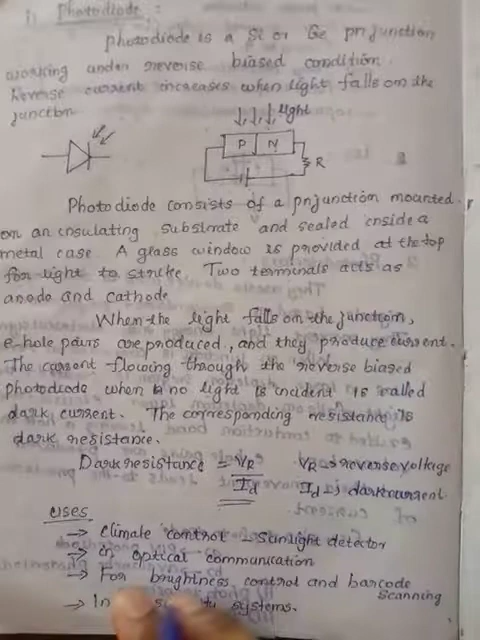 1) Photodiode:
Photodiode is a Si or Ge pnjunction
working under reverse biased condition.
Reverse current increases when light falls on the
junction
light
P N
R
Photodiode consists of a pnjunction mounted
on an insulating substrate and sealed inside a
metal case. A glass window is provided at the top
for light to strike. Two terminals acts as
anode and cathode
When the light falls on the junction,
e-hole pairs are produced, and they produce current.
The current flowing through the reverse biased
photodiode when no light is incident is called
dark current. The corresponding resistance is
dark resistance.
Dark resistance = VR VR → reverse voltage
Id Id → dark current.
Uses
→ Climate control - sunlight detector
→ in optical communication
→ For brightness control and barcode
scanning
→ In systems.